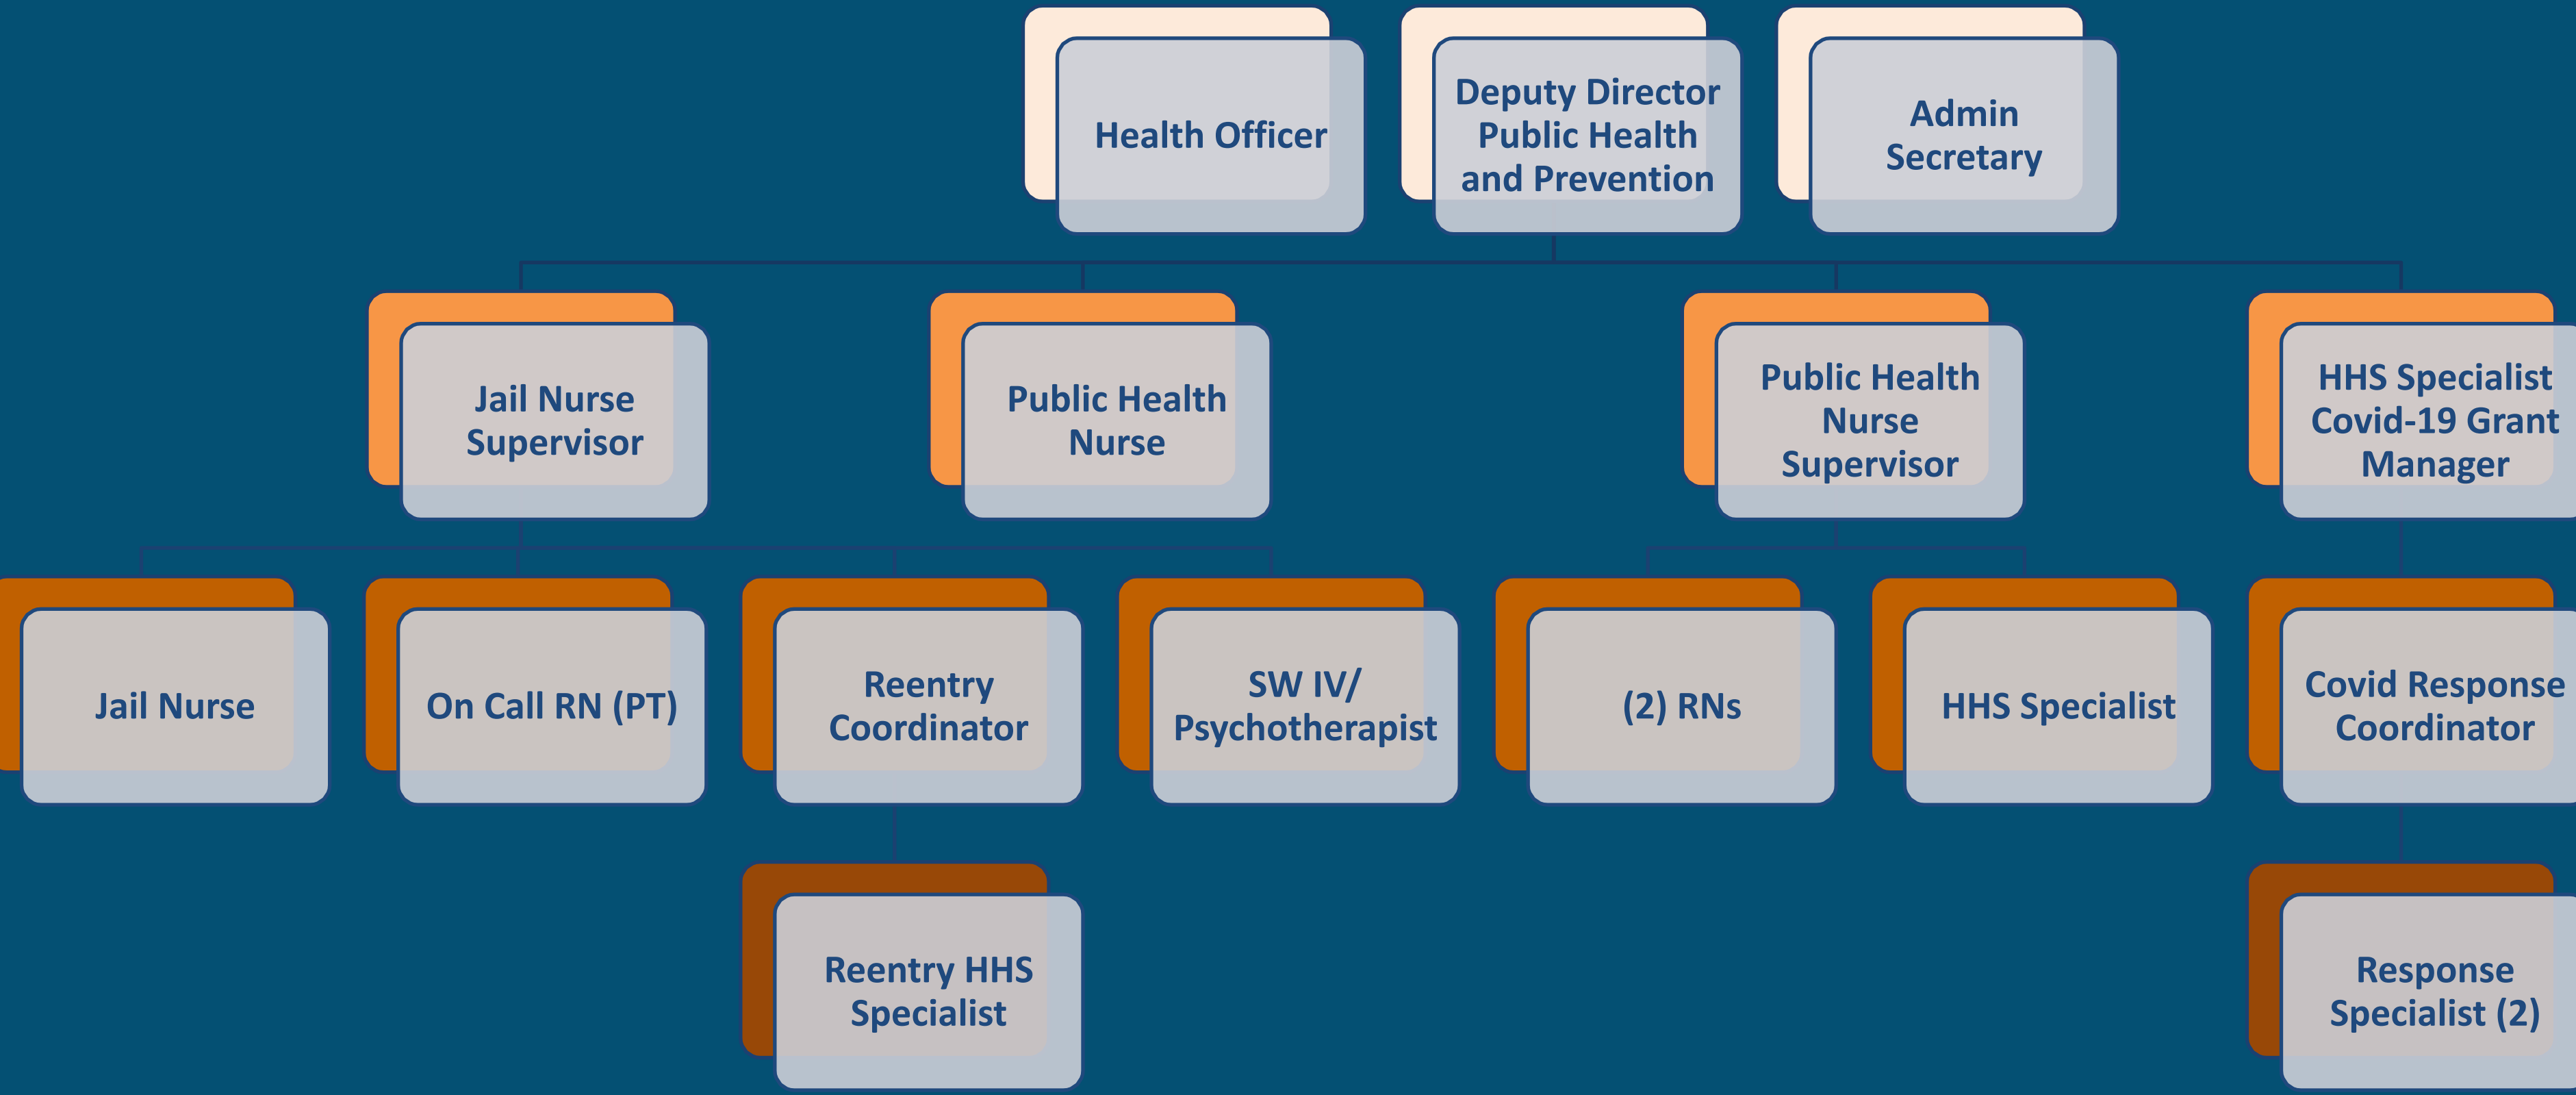 Health Officer
Deputy Director
Public Health
and Prevention
Admin
Secretary
Jail Nurse
Supervisor
Public Health
Nurse
Public Health
Nurse
Supervisor
HHS Specialist
Covid-19 Grant
Manager
Jail Nurse
On Call RN (PT)
Reentry
Coordinator
SW IV/
Psychotherapist
(2) RNs
HHS Specialist
Covid Response
Coordinator
Reentry HHS
Specialist
Response
Specialist (2)